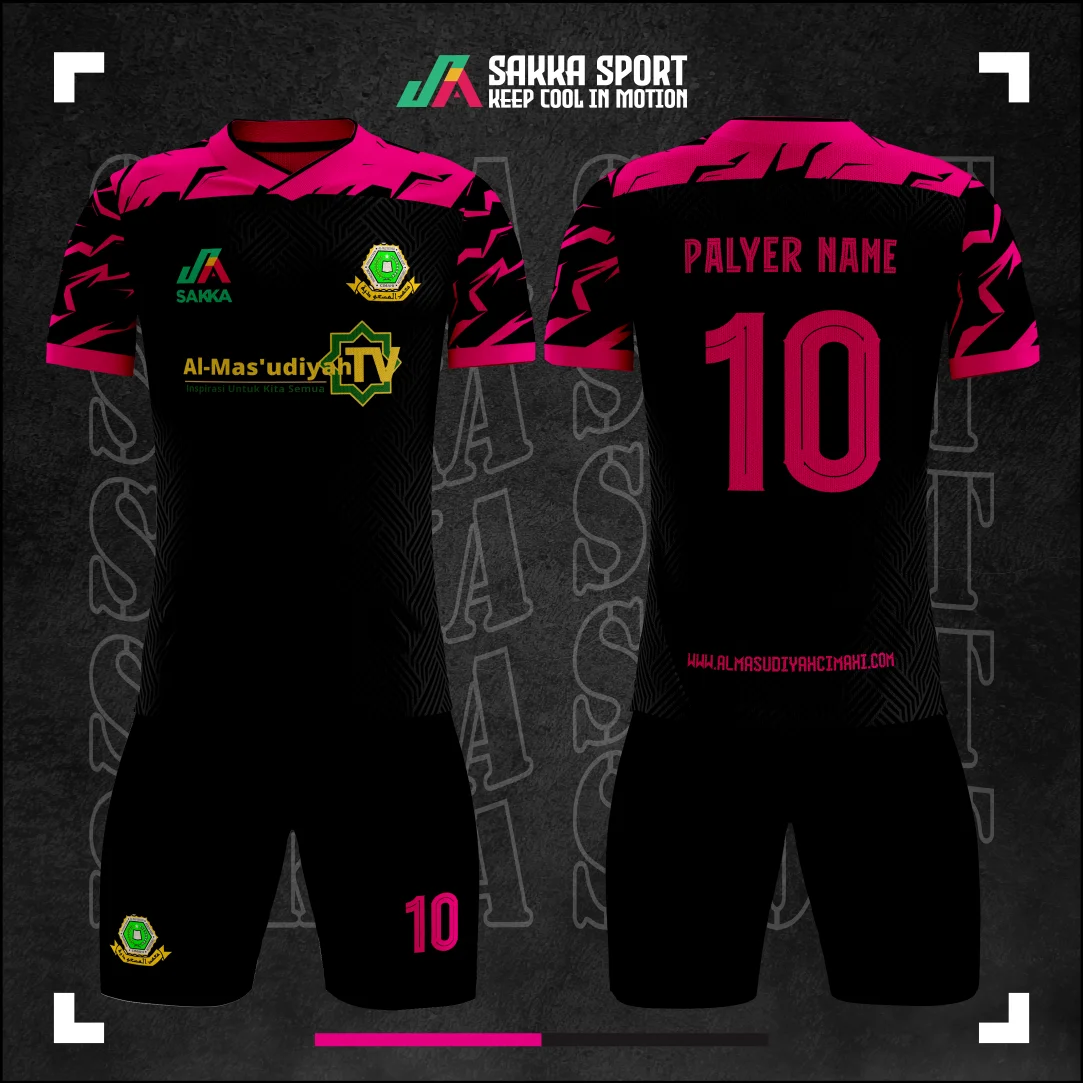 SAKKA SPORT
KEEP COOL IN MOTION
SAKKA
Al-Mas'udiyah TV
Inspirasi Untuk Kita Semua
10
PALYER NAME
10
WWW.ALMASUDIYAHCIMAHI.COM